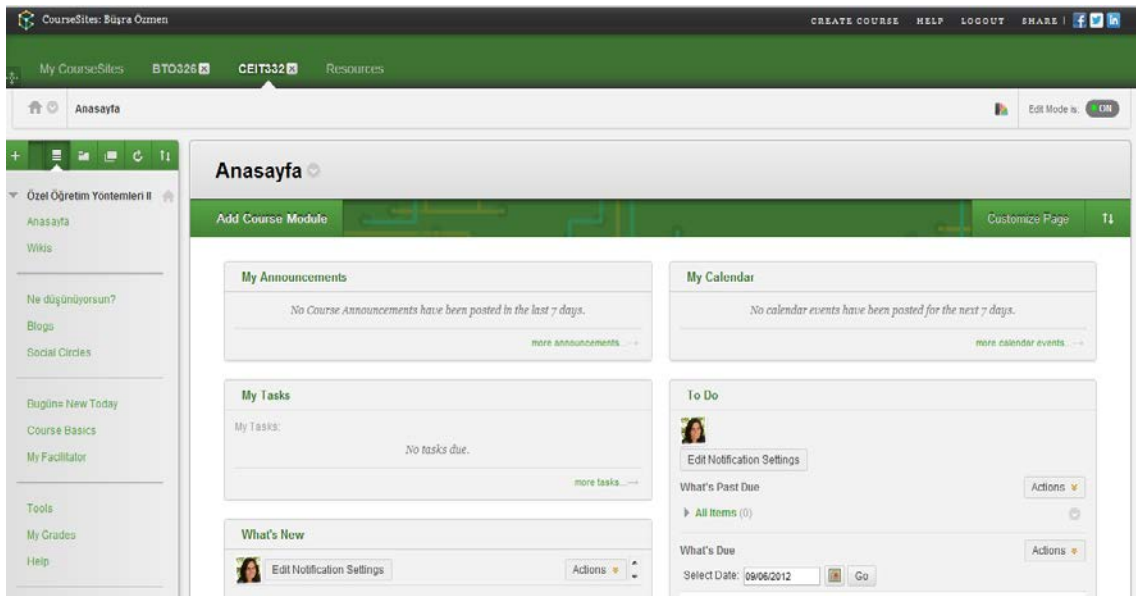 CourseSites: Büşra Özmen
CREATE COURSE HELP LOGOUT SHARE |
My CourseSites BTO326 CEIT332 Resources
Anasayfa
Edit Mode is: ON
Özel Öğretim Yöntemleri II
Anasayfa
Wikis
Ne düşünüyorsun?
Blogs
Social Circles
Bugün= New Today
Course Basics
My Facilitator
Tools
My Grades
Help
Anasayfa
Add Course Module
Customize Page
My Announcements
No Course Announcements have been posted in the last 7 days.
more announcements...→
My Tasks
My Tasks:
No tasks due.
more tasks...→
What's New
Edit Notification Settings
Actions
My Calendar
No calendar events have been posted for the next 7 days.
more calendar events...→
To Do
Edit Notification Settings
What's Past Due
Actions
All Items (0)
What's Due
Actions
Select Date: 09/06/2012 Go